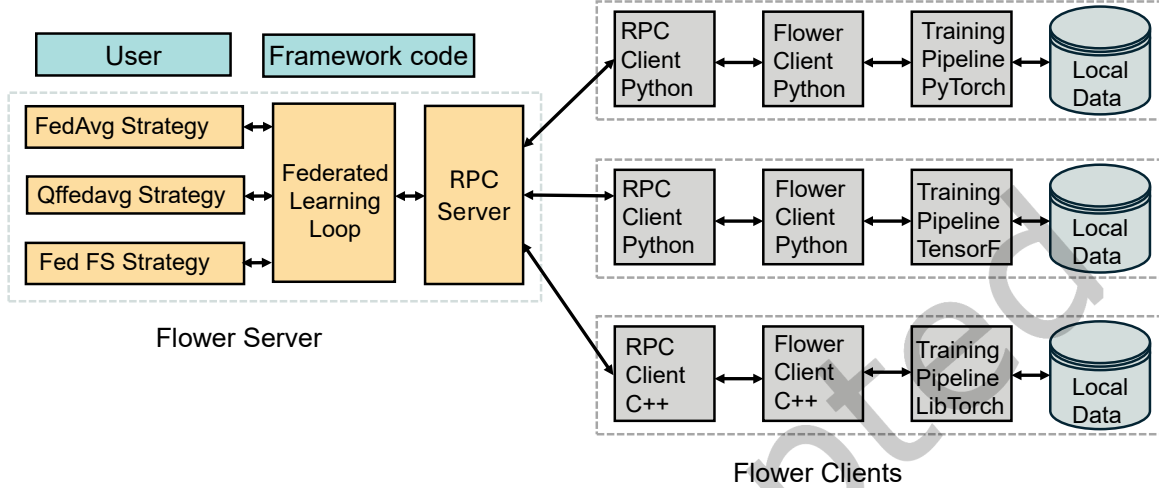 User
Framework code
FedAvg Strategy
Qffedavg Strategy
Fed FS Strategy
Federated
Learning
Loop
RPC
Server
Flower Server
RPC
Client
Python
Flower
Client
Python
Training
Pipeline
PyTorch
Local
Data
RPC
Client
Python
Flower
Client
Python
Training
Pipeline
TensorF
Local
Data
RPC
Client
C++
Flower
Client
C++
Training
Pipeline
LibTorch
Local
Data
Flower Clients